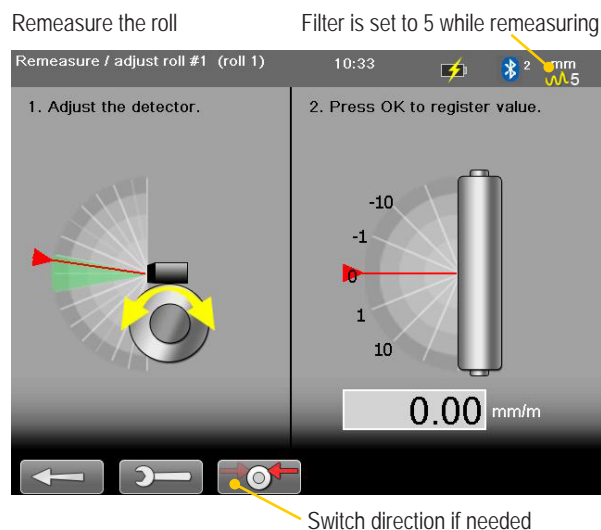 Remeasure the roll
Filter is set to 5 while remeasuring
Remeasure / adjust roll #1 (roll 1) 10:33 2 mm
5
1. Adjust the detector.
2. Press OK to register value.
-10
-1
0
1
10
0.00 mm/m
Switch direction if needed